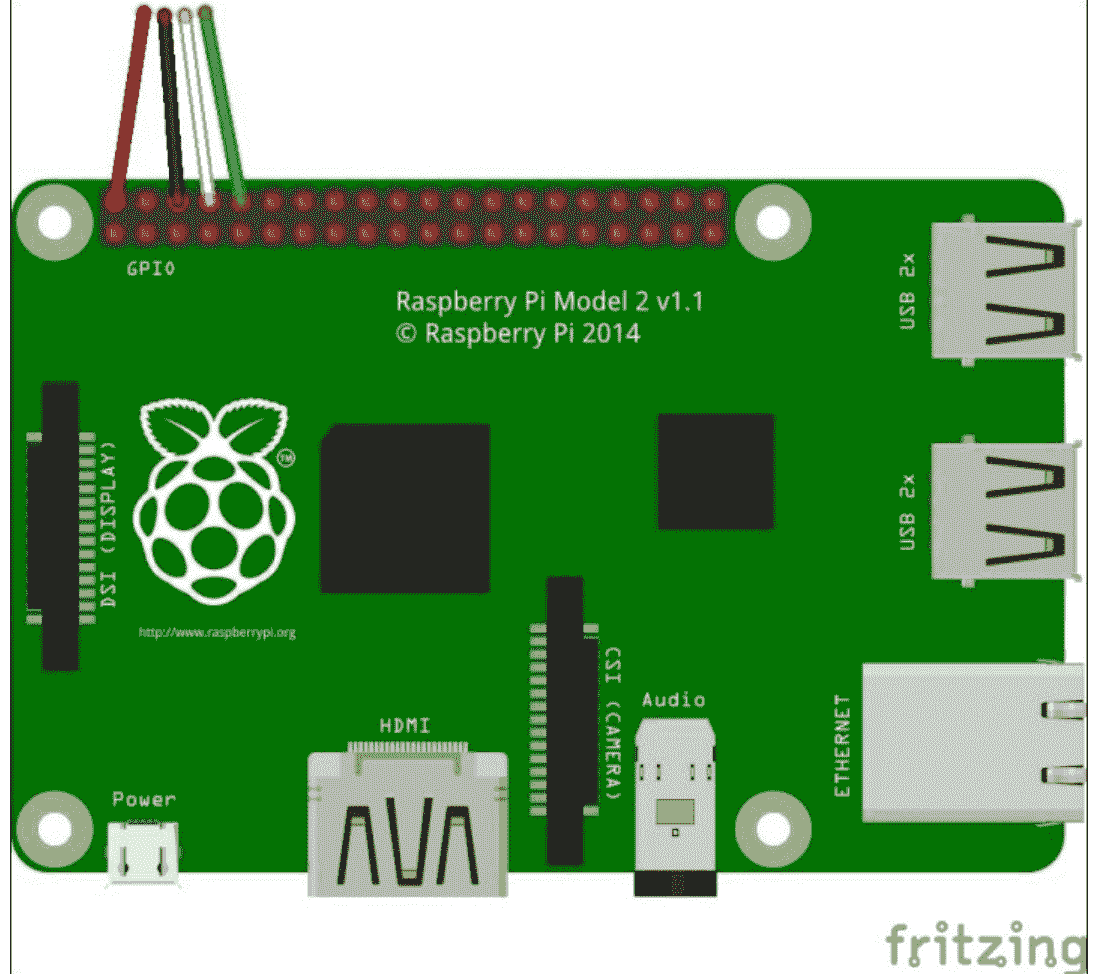 GPIO
Raspberry Pi Model 2 v1.1
© Raspberry Pi 2014
USB 2x
DSI (DISPLAY)
TM
USB 2x
http://www.raspberrypi.org
CSI (CAMERA)
Audio
ETHERNET
HDMI
Power
fritzing